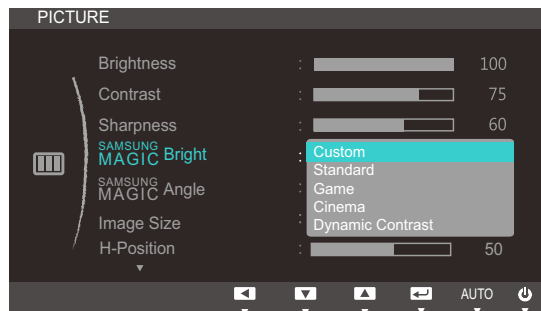 PICTURE
Brightness : 100
Contrast : 75
Sharpness : 60
SAMSUNG MAGIC Bright :
Custom
Standard
Game
Cinema
Dynamic Contrast
SAMSUNG MAGIC Angle :
Image Size :
H-Position : 50
AUTO